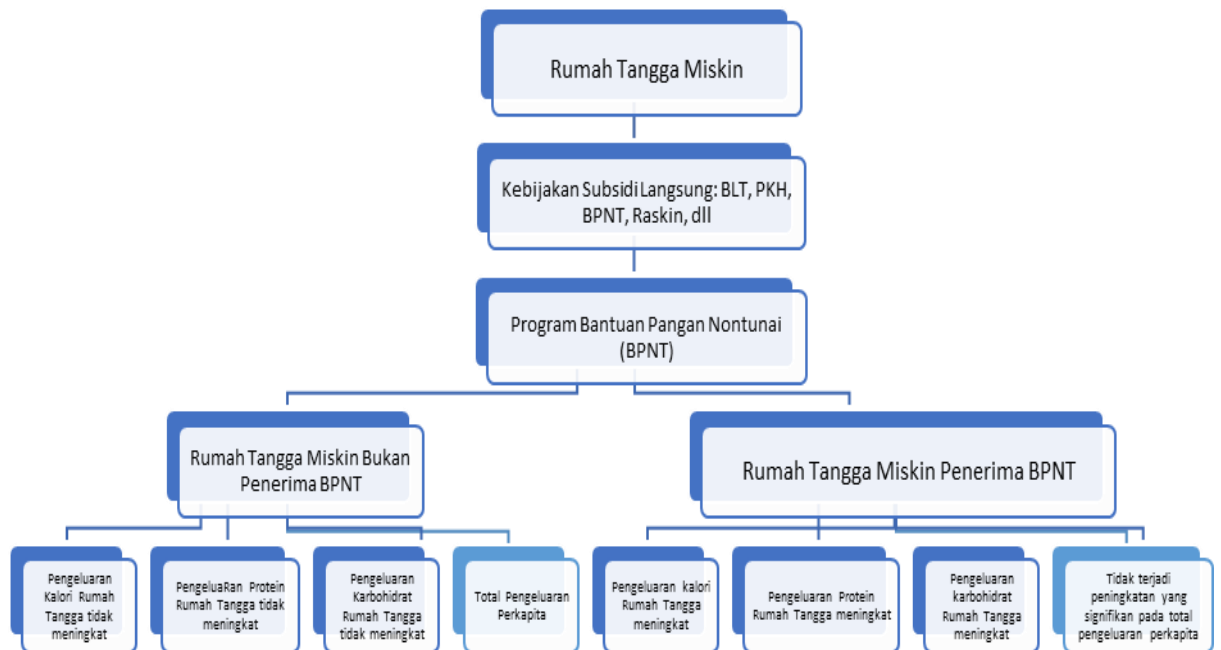 Rumah Tangga Miskin
Kebijakan Subsidi Langsung: BLT, PKH,
BPNT, Raskin, dll
Program Bantuan Pangan Nontunai
(BPNT)
Rumah Tangga Miskin Bukan
Penerima BPNT
Rumah Tangga Miskin Penerima BPNT
Pengeluaran
Kalori Rumah
Tangga tidak
meningkat
PengeluaRan Protein
Rumah Tangga tidak
meningkat
Pengeluaran
Karbohidrat
Rumah Tangga
tidak meningkat
Total Pengeluaran
Perkapita
Pengeluaran kalori
Rumah Tangga
meningkat
Pengeluaran Protein
Rumah Tangga meningkat
Pengeluaran
karbohidrat
Rumah Tangga
meningkat
Tidak terjadi
peningkatan yang
signifikan pada total
pengeluaran perkapita